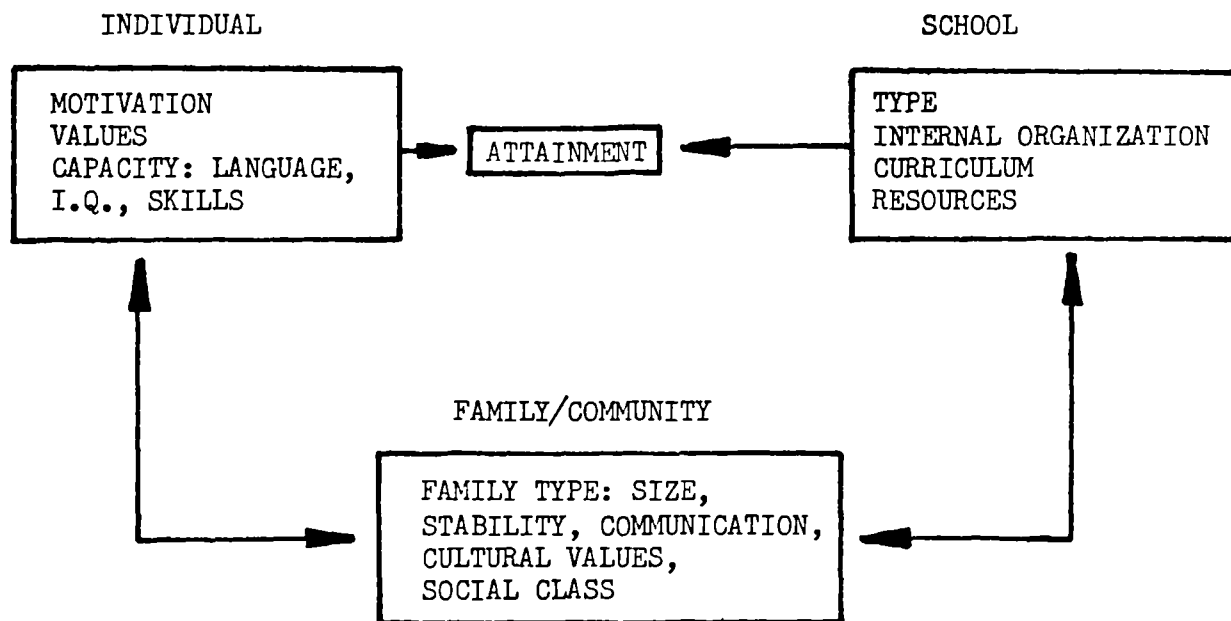 INDIVIDUAL
MOTIVATION
VALUES
CAPACITY: LANGUAGE,
I.Q., SKILLS
ATTAINMENT
SCHOOL
TYPE
INTERNAL ORGANIZATION
CURRICULUM
RESOURCES
FAMILY/COMMUNITY
FAMILY TYPE: SIZE,
STABILITY, COMMUNICATION,
CULTURAL VALUES,
SOCIAL CLASS